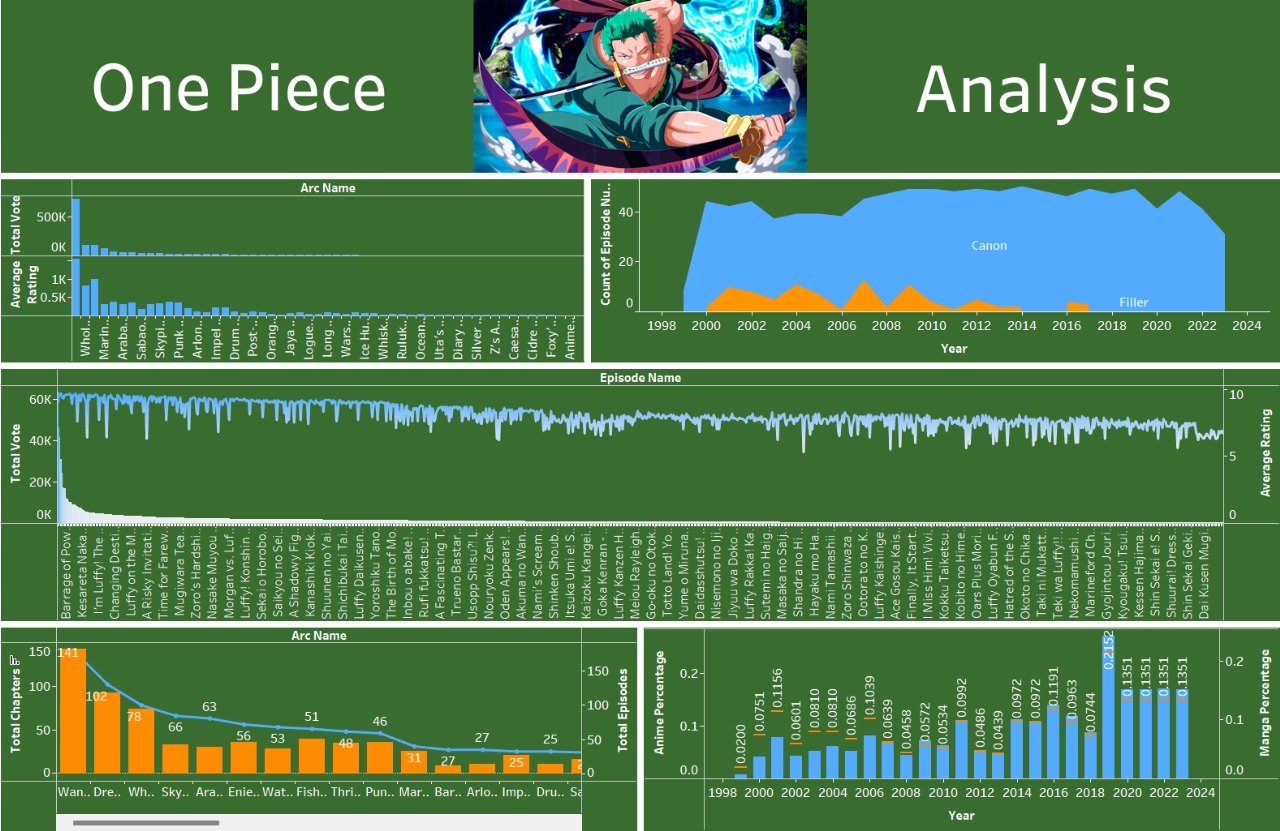 One Piece
Analysis
Arc Name
Total Vote
500K
0K
Average
Rating
1K
0.5K
Whol..
Marin..
Araba..
Sabao..
Skypi..
Punk ..
Arlon..
Impel ..
Drum ..
Post-..
Orang..
Jaya ..
Logue..
Long ..
Wars..
Ice Hu..
Whisk..
Ruluk..
Ocean..
Uta's ..
Diary ..
Silver ..
Z's A..
Caesa..
Cidre ..
Foxy'..
Anime..
Count of Episode Nu..
40
20
0
Canon
Filler
1998 2000 2002 2004 2006 2008 2010 2012 2014 2016 2018 2020 2022 2024
Year
Episode Name
Total Vote
60K
40K
20K
0K
10
5
0
Average Rating
Barrage of Pow..
Kesareta Naka..
I'm Luffy! The ..
Changing Desti..
Luffy on the M..
A Risky Invitati..
Time for Farew..
Mugiwara Tea..
Zoro's Hardshi..
Nasake Muyou ..
Morgan vs. Luf..
Luffy! Konshin ..
Sekai o Horobo..
Saikyou no Sei..
A Shadowy Fig..
Kanashiki Kiok..
Shuumen no Yai..
Shichibukai Tai..
Luffy Daikusen..
Yoroshiku Tano..
The Birth of Mo..
Inbou o abake!..
Run! fukkatsu!..
A Fascinating T..
Trueno Bastar..
Usopp Shisu?! L..
Nouryoku Zenk..
Oden Appears! ..
Akuma no Wan..
Nami's Scream
Shinken Shoub..
Itsuka Umi e! S..
Kaizoku Kangei..
Goka Kenran -..
Luffy Kanzen H..
Melou Rayleigh
Go-oku no Otok..
Totto Land! Yo..
Yume o Miruna..
Daidasshutsu!..
Nisemono no Iji..
Jiyuu wa Doko..
Luffy Rakka! Ka..
Sutemi no Haig..
Masaka no Saij..
Shandra no Hi..
Hayaku no Ha..
Nami Tamashi..
Zoro Shinwaza
Ootora to no K..
Luffy Kaishinge..
Ace Gosou Kais..
Finally, It Start..
I Miss Him! Vivi..
Kokku Taiketsu..
Kobito no Hime..
Oars Plus Mori..
Luffy Oyabun F..
Hatred of the S..
Okoto no Chika..
Taki ni Mukatt..
Teki wa Luffy!!..
Nekomamushi..
Marineford Ch..
Gyojintou Jouri..
Kyougaku! Tsui..
Kessen Hajima..
Shin Sekai e! S..
Shuurai! Dress..
Shin Sekai Geki..
Dai Kusen Mugi..
Arc Name
150
100
50
0
150
100
50
0
Total Episodes
141
102
78
66
63
56
53
51
48
46
31
27
27
25
25
Wan.. Dre.. Wh.. Sky.. Ara.. Enie.. Wat.. Fish.. Thri.. Pun.. Mar.. Bar.. Arlo.. Imp.. Dru.. Sa
Anime Percentage
0.2
0.1
0.0
0.0200
0.0751
0.1156
0.0601
0.0810
0.0810
0.0686
0.1039
0.0639
0.0458
0.0572
0.0534
0.0992
0.0486
0.0439
0.0972
0.0972
0.1191
0.0963
0.0744
0.2152
0.1351
0.1351
0.1351
0.1351
0.2
0.1
0.0
Manga Percentage
1998 2000 2002 2004 2006 2008 2010 2012 2014 2016 2018 2020 2022 2024
Year